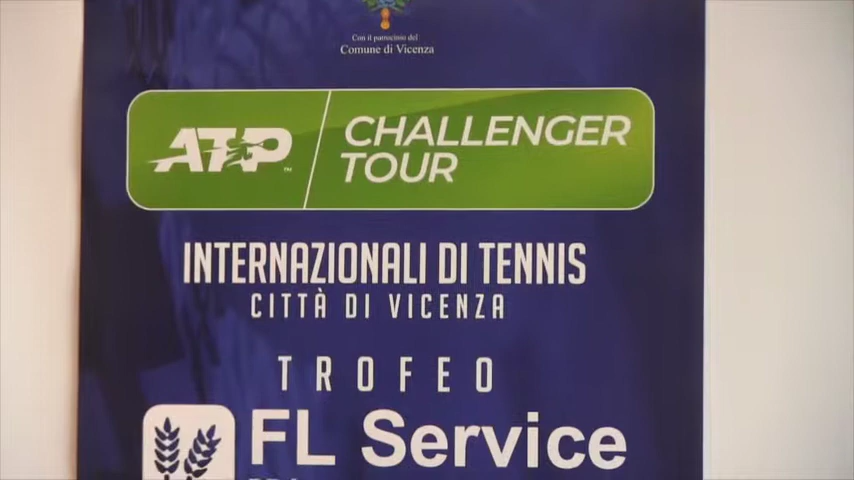 Con il patrocinio del
Comune di Vicenza
ATP
CHALLENGER
TOUR
INTERNAZIONALI DI TENNIS
CITTÀ DI VICENZA
TROFEO
FL Service